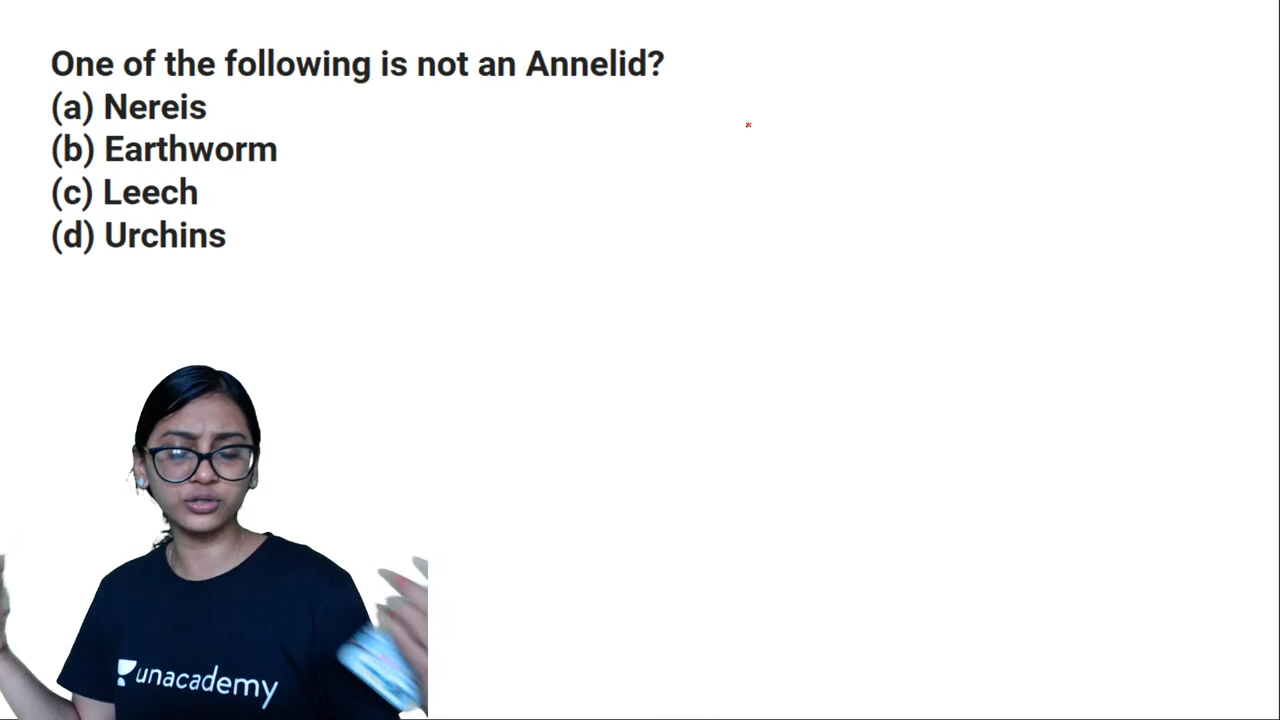 One of the following is not an Annelid?
(a) Nereis
(b) Earthworm
(c) Leech
(d) Urchins
unacademy